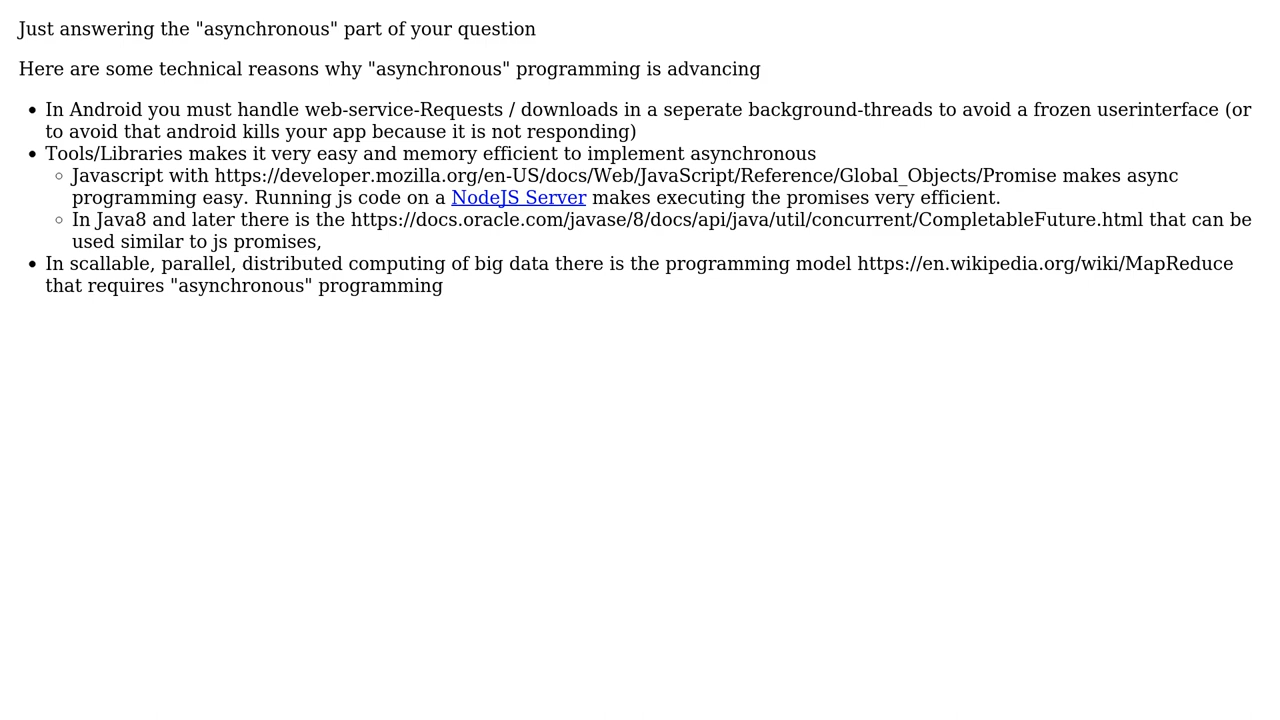 Just answering the "asynchronous" part of your question
Here are some technical reasons why "asynchronous" programming is advancing
In Android you must handle web-service-Requests / downloads in a seperate background-threads to avoid a frozen userinterface (or
to avoid that android kills your app because it is not responding)
Tools/Libraries makes it very easy and memory efficient to implement asynchronous
Javascript with https://developer.mozilla.org/en-US/docs/Web/JavaScript/Reference/Global_Objects/Promise makes async
programming easy. Running js code on a NodeJS Server makes executing the promises very efficient.
In Java8 and later there is the https://docs.oracle.com/javase/8/docs/api/java/util/concurrent/CompletableFuture.html that can be
used similar to js promises,
In scallable, parallel, distributed computing of big data there is the programming model https://en.wikipedia.org/wiki/MapReduce
that requires "asynchronous" programming